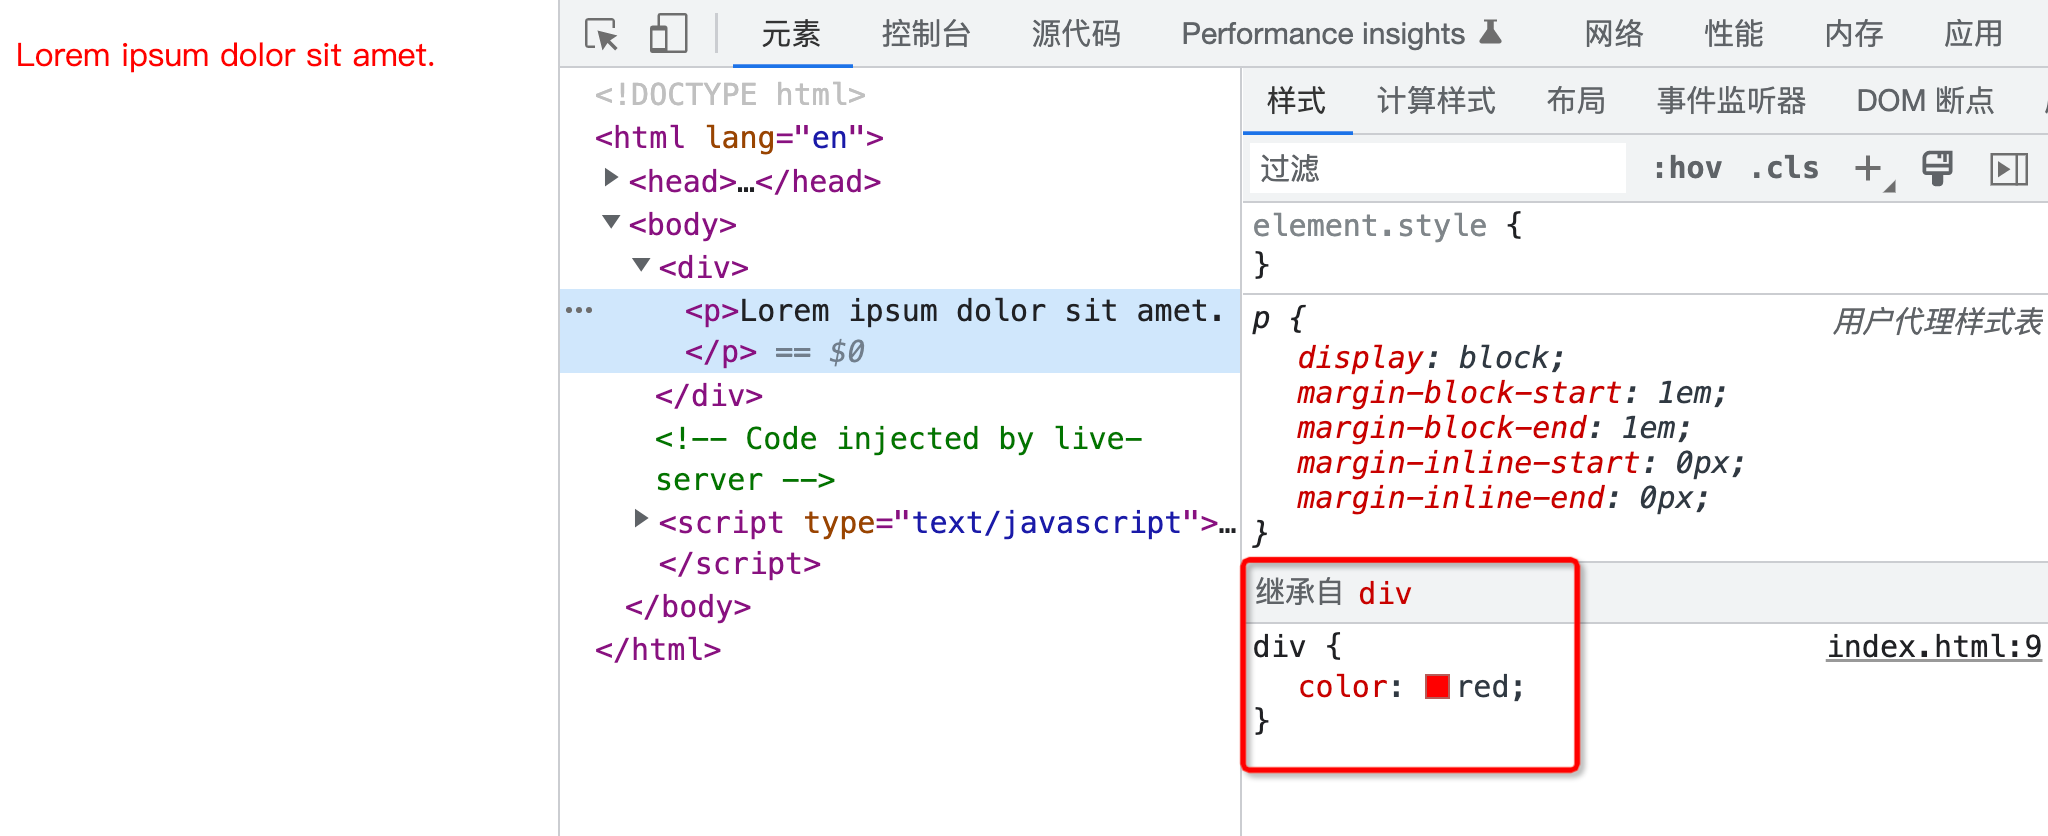 Lorem ipsum dolor sit amet.
元素 控制台 源代码 Performance insights 网络 性能 内存 应用
<!DOCTYPE html>
<html lang="en">
<head>…</head>
<body>
<div>
<p>Lorem ipsum dolor sit amet.
</p> == $0
</div>
<!-- Code injected by live-
server -->
<script type="text/javascript">…
</script>
</body>
</html>
样式 计算样式 布局 事件监听器 DOM 断点
过滤 :hov .cls
element.style {
}
p { 用户代理样式表
display: block;
margin-block-start: 1em;
margin-block-end: 1em;
margin-inline-start: 0px;
margin-inline-end: 0px;
}
继承自 div
div { index.html:9
color: red;
}